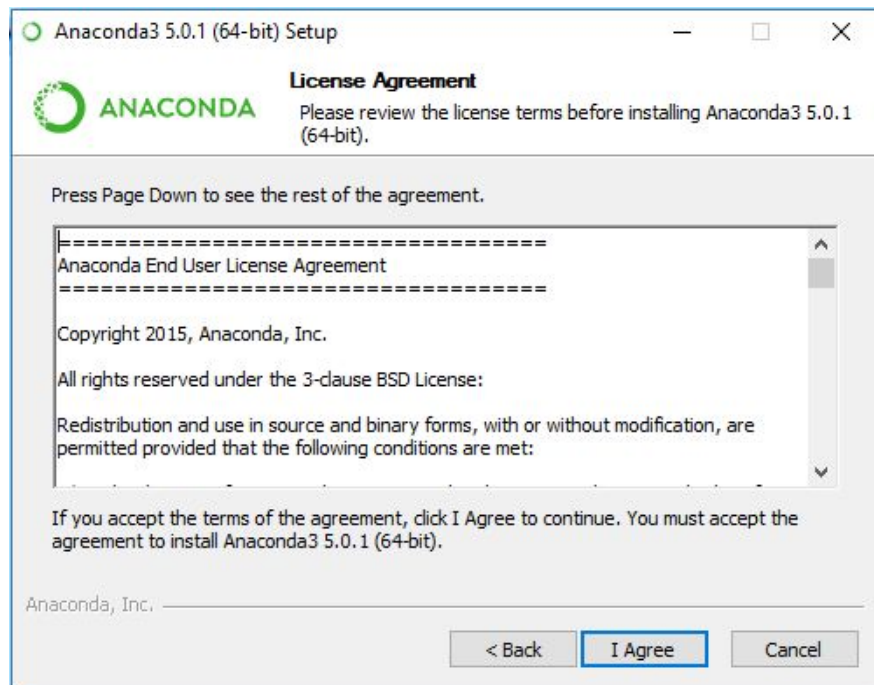 Anaconda3 5.0.1 (64-bit) Setup
License Agreement
ANACONDA
Please review the license terms before installing Anaconda3 5.0.1
(64-bit).
Press Page Down to see the rest of the agreement.
===================================
Anaconda End User License Agreement
===================================
Copyright 2015, Anaconda, Inc.
All rights reserved under the 3-clause BSD License:
Redistribution and use in source and binary forms, with or without modification, are
permitted provided that the following conditions are met:
If you accept the terms of the agreement, click I Agree to continue. You must accept the
agreement to install Anaconda3 5.0.1 (64-bit).
Anaconda, Inc.
< Back
I Agree
Cancel